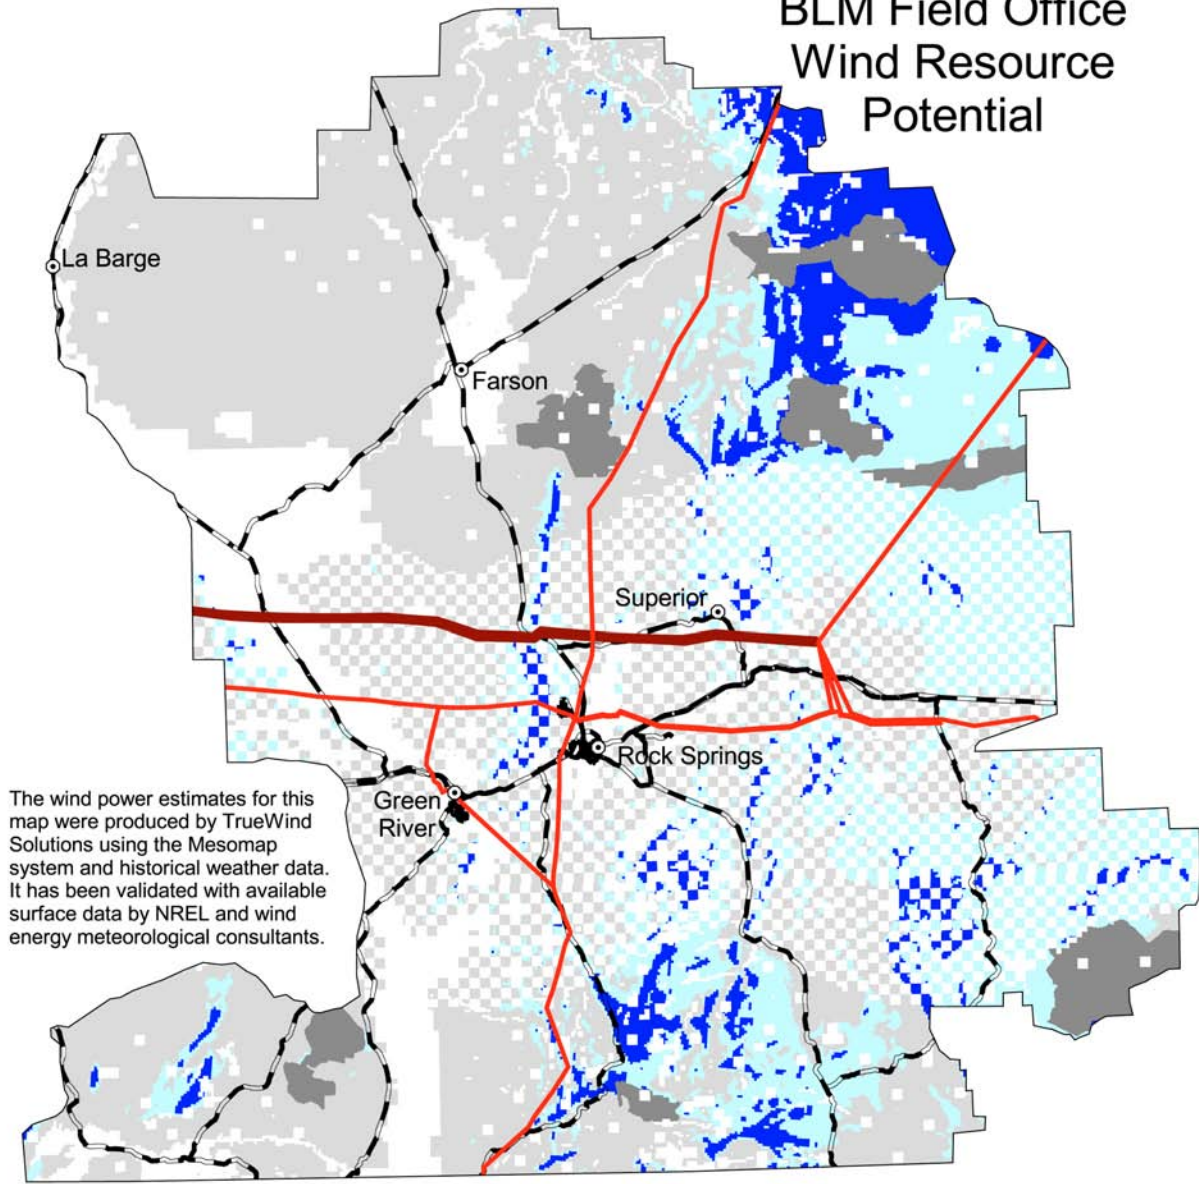 BLM Field Office
Wind Resource
Potential
La Barge
Farson
Superior
Rock Springs
Green
River
The wind power estimates for this
map were produced by TrueWind
Solutions using the Mesomap
system and historical weather data.
It has been validated with available
surface data by NREL and wind
energy meteorological consultants.